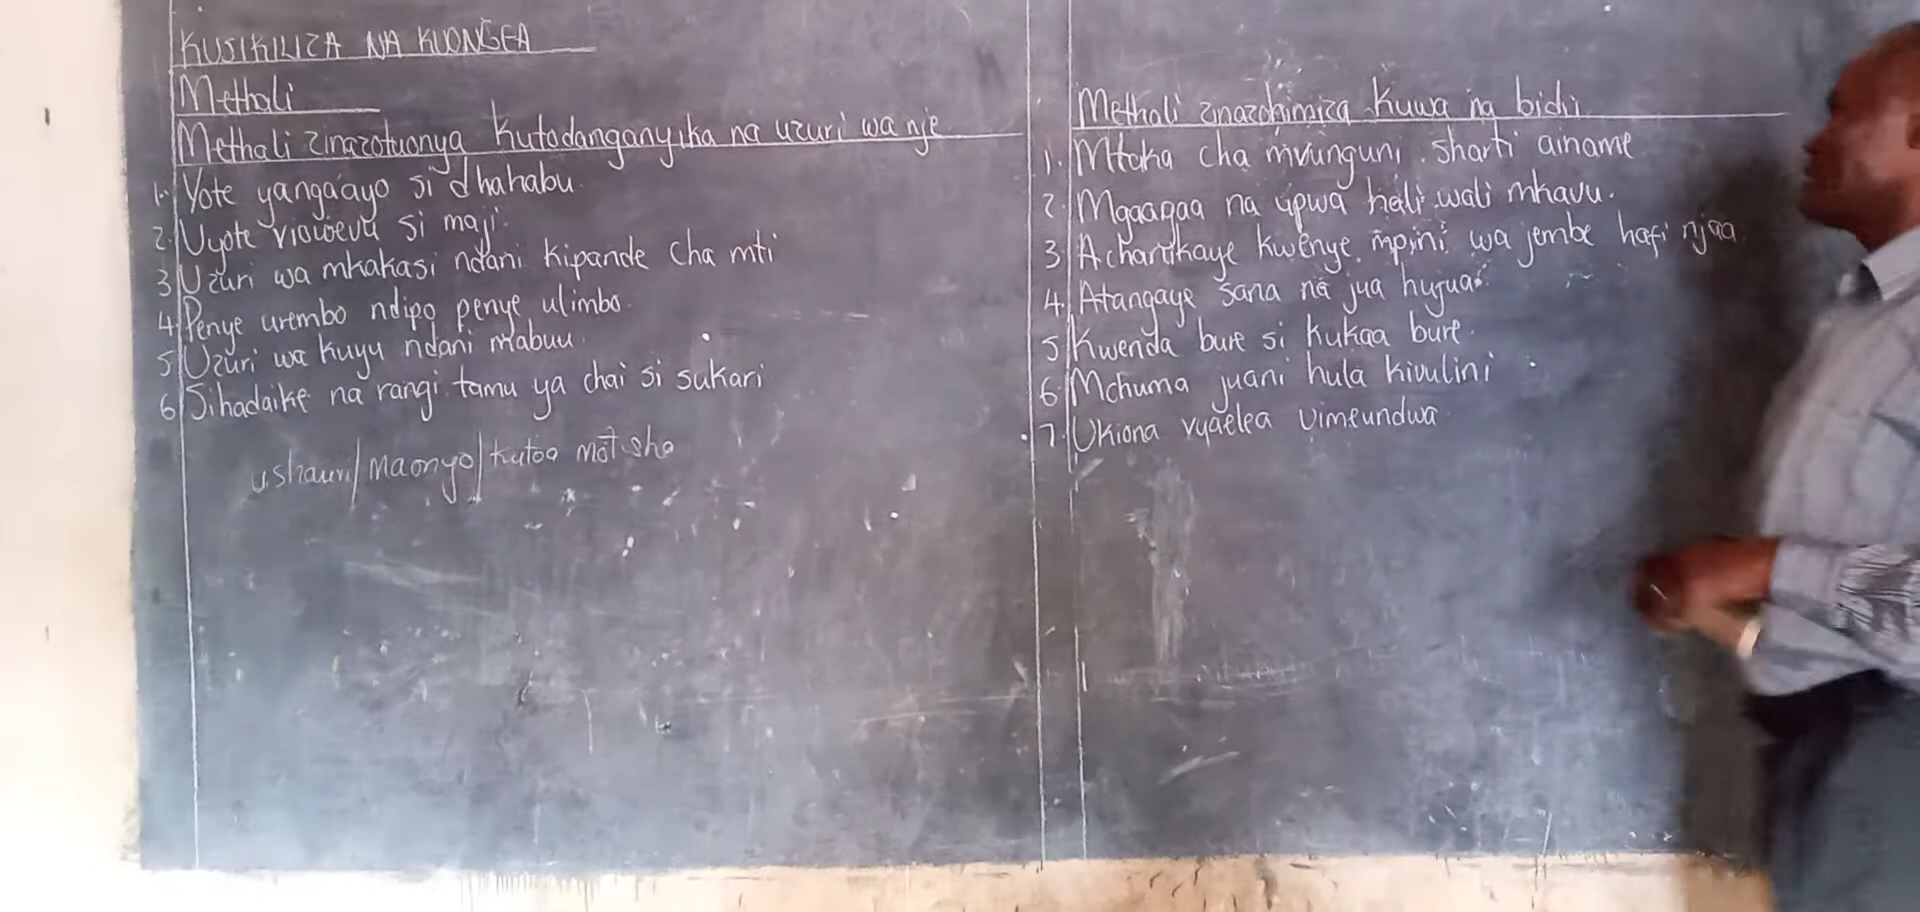 KUSIKILIZA NA KUONGEA
Methali
Methali zinazotuonya kutodanganyika na uzuri wa nje
1. Yote yanga'ayo si dhahabu.
2. Vyote viowevu si maji.
3 Uzuri wa mkakasi ndani kipande cha mti
4. Penye urembo ndipo penye ulimbo.
5 Uzuri wa kuyu ndani mabuu
6 Sihadaike na rangi tamu ya chai si sukari
ushauri/maonyo/kutoa
Methali zinazohimiza kuwa na bidii
1. Mtaka cha mvunguni sharti ainame
2. Mgaagaa na upwa hali wali mkavu.
3 Achanikaye kwenye mpini wa jembe hafi njaa
4. Atangaye sana na jua hujua
5 Kwenda bure si kukaa bure.
6. Mchuma juani hula kivulini
7. Ukiona vyaelea vimeundwa